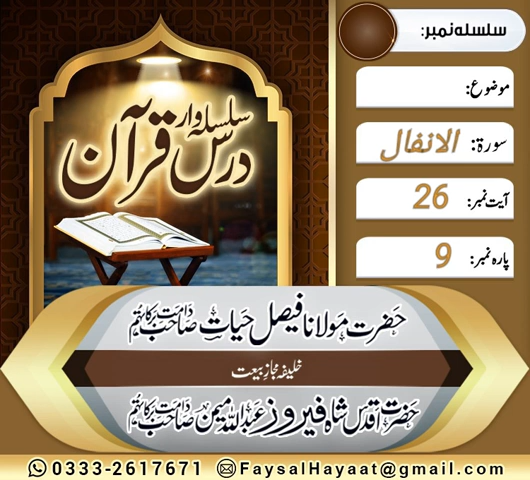 سلسلہ نمبر:
سلسلہ وار
درس قرآن
موضوع:
سورۃ: الانفال
آیت نمبر: 26
پارہ نمبر: 9
حضرت مولانا فیصل حیات صاحب دامت برکاتہم
خلیفہ مجاز بیعت
حضرت اقدس شاہ فیروز عبداللہ میمن صاحب دامت برکاتہم
0333-2617671 FaysalHayaat@gmail.com